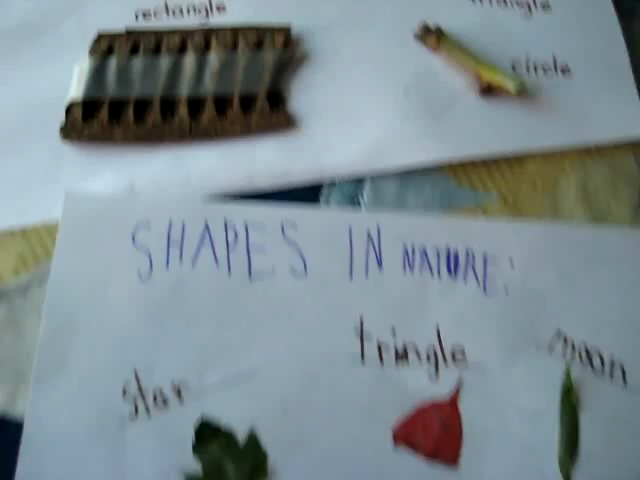 rectangle
triangle
circle
SHAPES IN NATURE:
star
tringle
moon